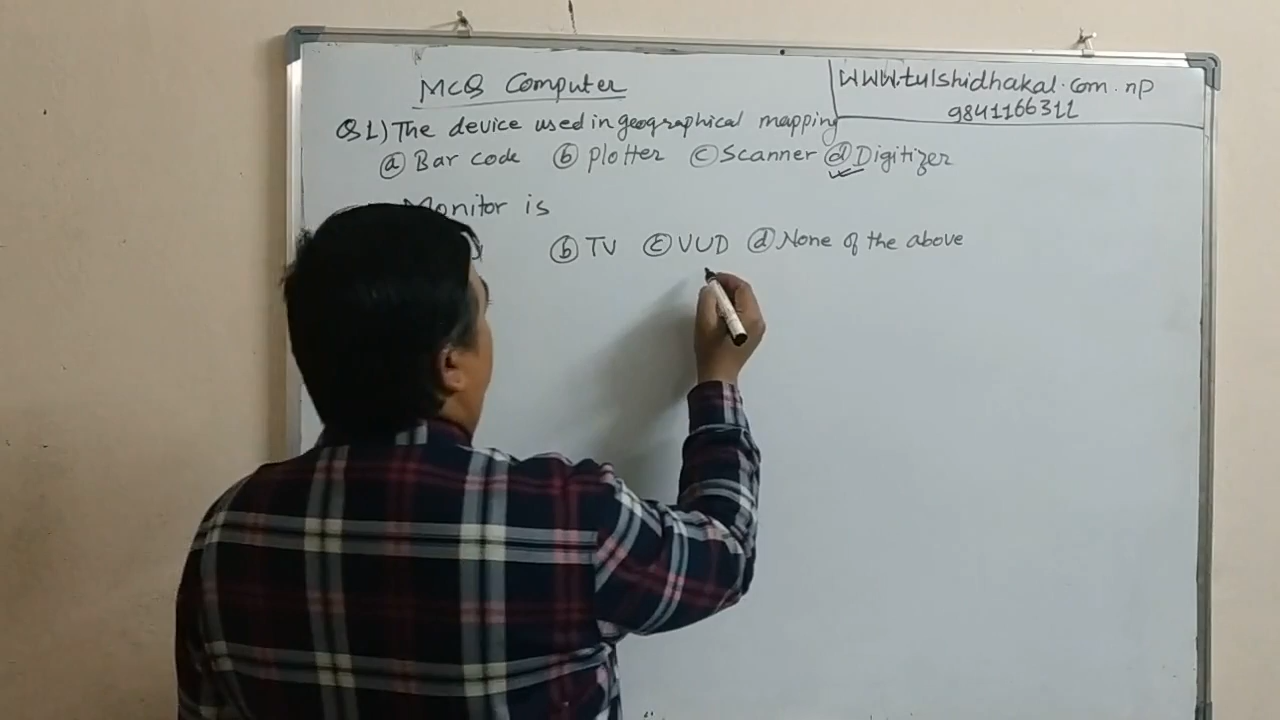 MCQ Computer
www.tulshidhakal.com.np
9841166311
Q1) The device used in geographical mapping
(a) Bar code (b) plotter (c) Scanner (d) Digitizer
Monitor is
(b) TV (c) VUD (d) None of the above